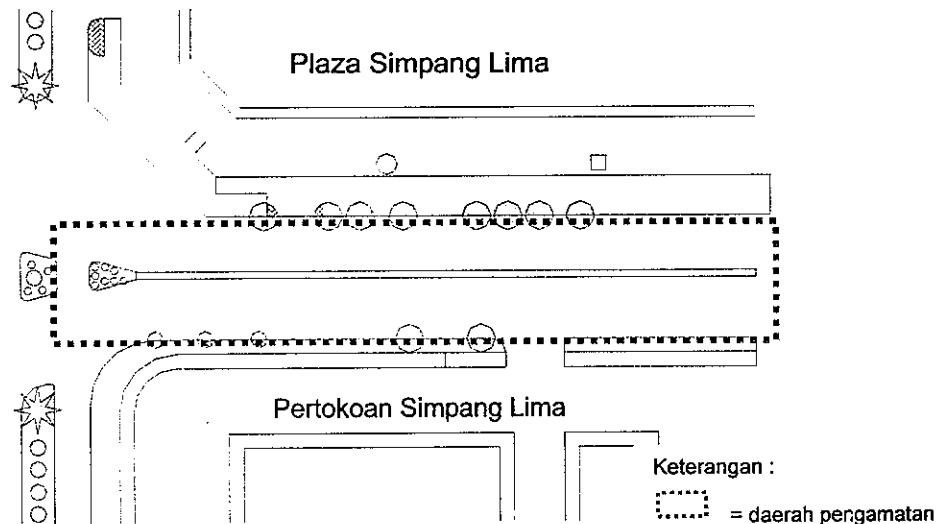 Plaza Simpang Lima
Pertokoan Simpang Lima
Keterangan :
= daerah pengamatan